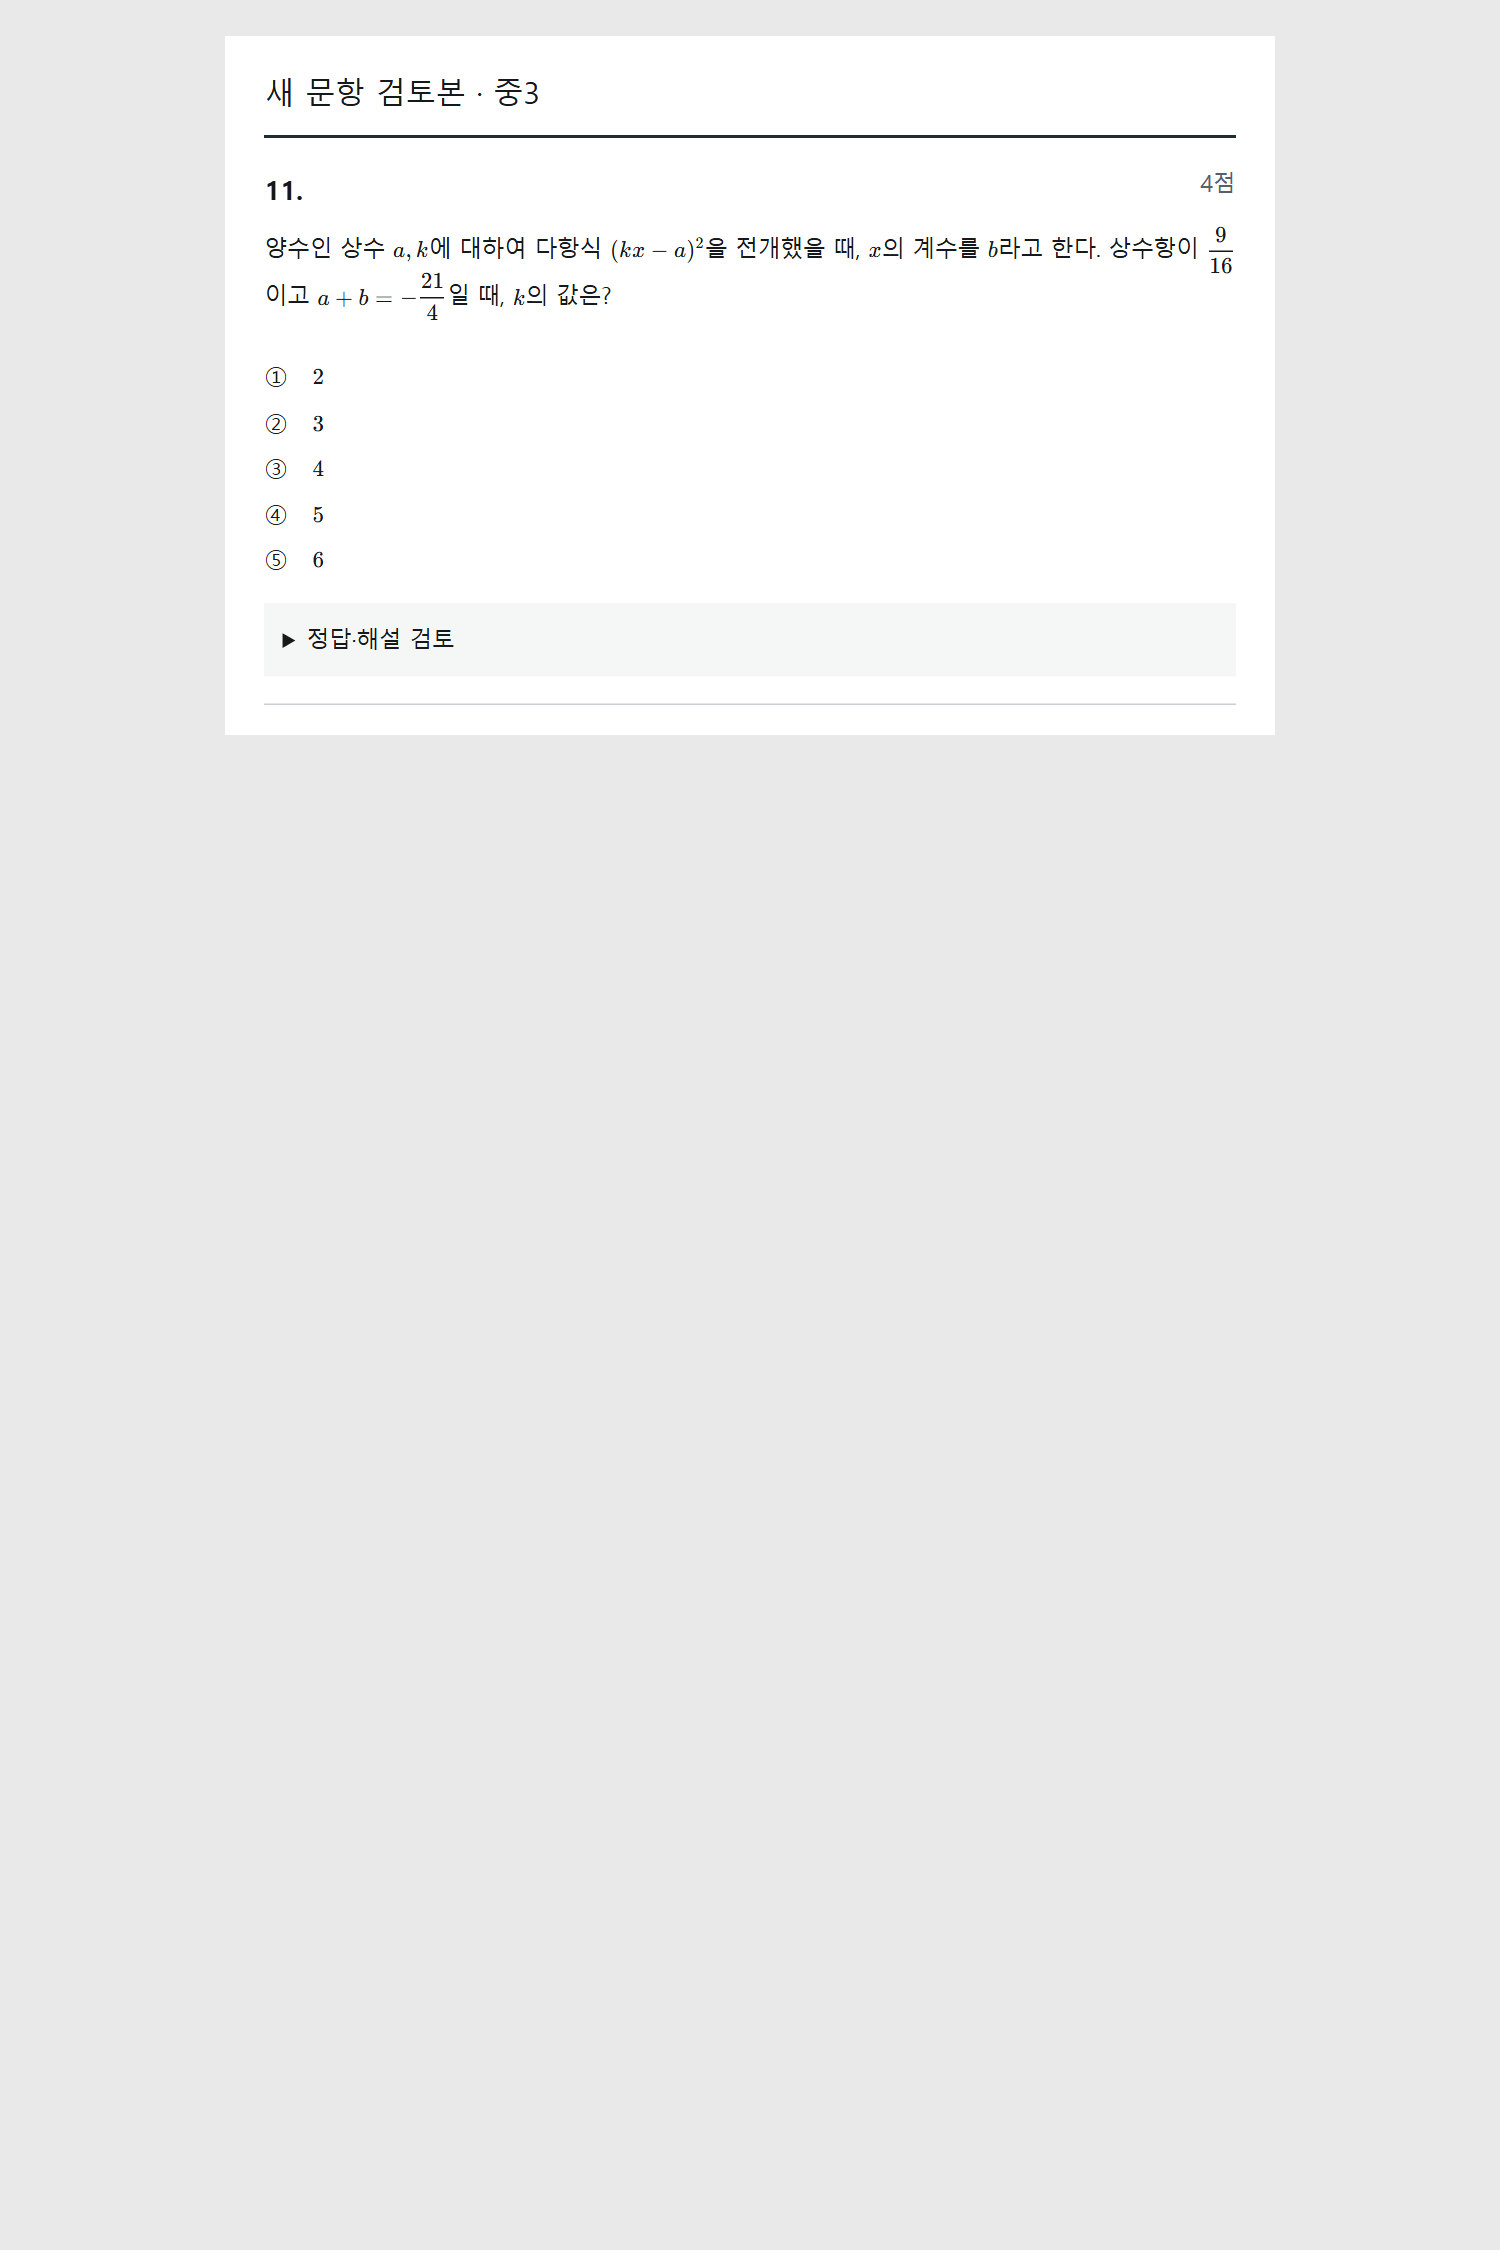 새 문항 검토본 · 중3
11.
4점
양수인 상수 a, k에 대하여 다항식 (kx − a)²을 전개했을 때, x의 계수를 b라고 한다. 상수항이 9/16
이고 a + b = −21/4일 때, k의 값은?
① 2
② 3
③ 4
④ 5
⑤ 6
▶ 정답·해설 검토